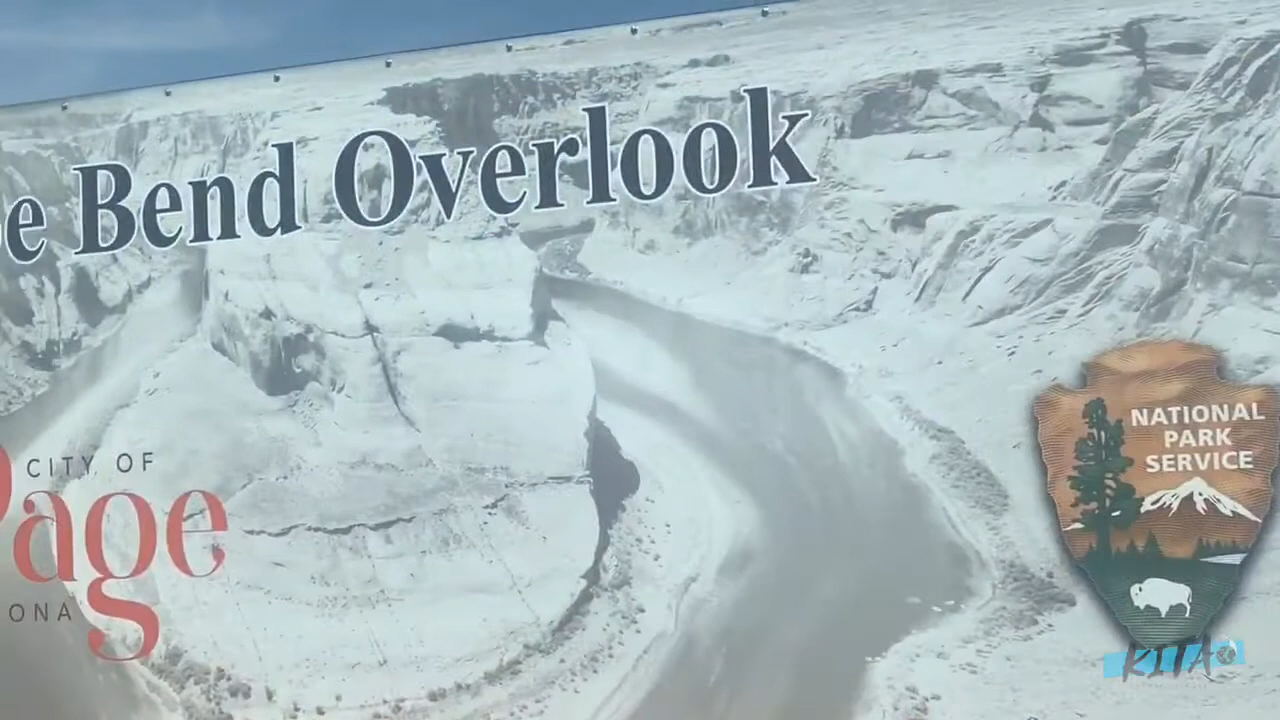 e Bend Overlook
CITY OF
Page
ONA
NATIONAL
PARK
SERVICE